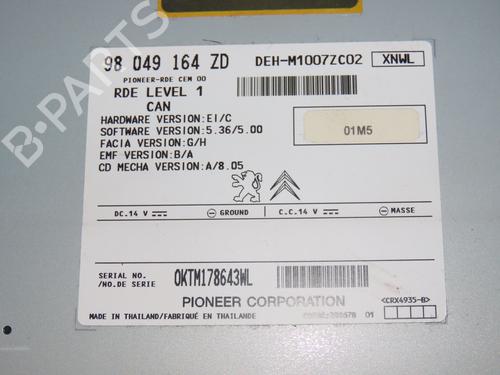 98 049 164 ZD DEH-M1007ZC02 XNWL
PIONEER-RDE CEM 00
RDE LEVEL 1
CAN
HARDWARE VERSION:EI/C
SOFTWARE VERSION:5.36/5.00
FACIA VERSION:G/H
EMF VERSION:B/A
CD MECHA VERSION:A/8.05
01M5
DC.14 V GROUND C.C.14 V MASSE
SERIAL NO.
/NO.DE SERIE
OKTM178643WL
PIONEER CORPORATION
<CRX4935-B>
MADE IN THAILAND/FABRIQUÉ EN THAILANDE 01
B-PARTS